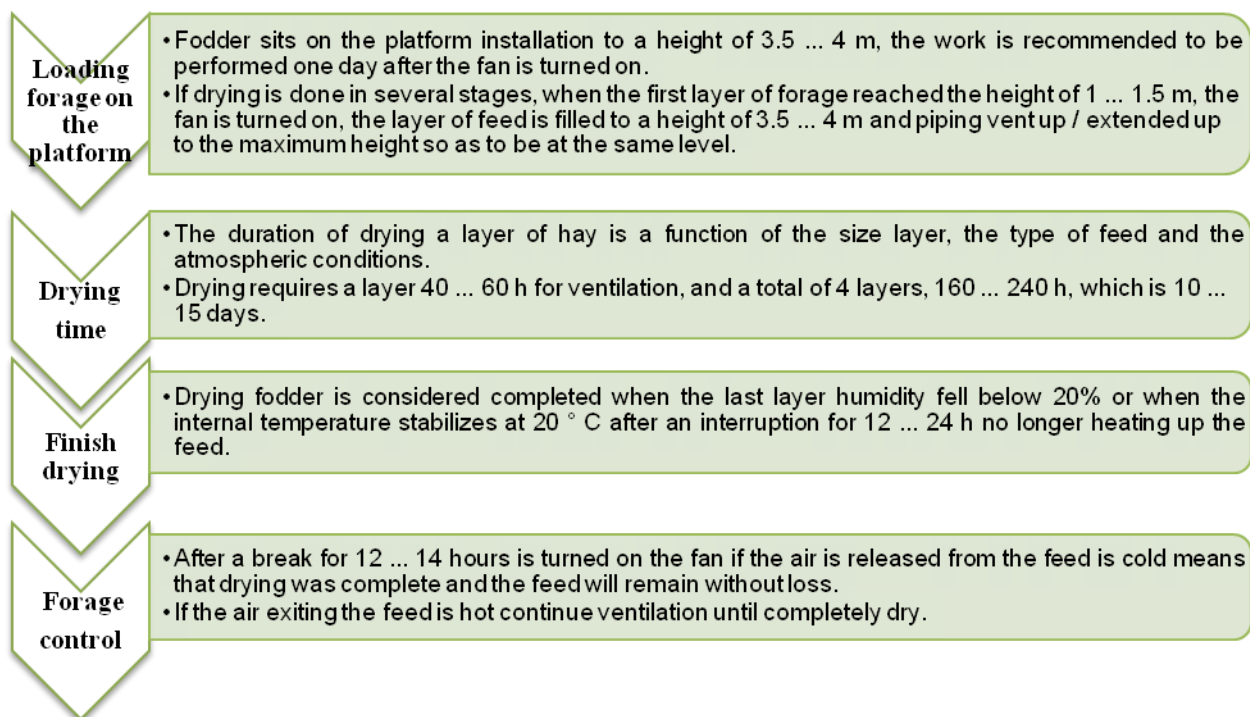 Loading
forage on
the
platform
• Fodder sits on the platform installation to a height of 3.5 ... 4 m, the work is recommended to be
performed one day after the fan is turned on.
• If drying is done in several stages, when the first layer of forage reached the height of 1 ... 1.5 m, the
fan is turned on, the layer of feed is filled to a height of 3.5 ... 4 m and piping vent up / extended up
to the maximum height so as to be at the same level.
Drying
time
• The duration of drying a layer of hay is a function of the size layer, the type of feed and the
atmospheric conditions.
• Drying requires a layer 40 ... 60 h for ventilation, and a total of 4 layers, 160 ... 240 h, which is 10 ...
15 days.
Finish
drying
• Drying fodder is considered completed when the last layer humidity fell below 20% or when the
internal temperature stabilizes at 20 ° C after an interruption for 12 ... 24 h no longer heating up the
feed.
Forage
control
• After a break for 12 ... 14 hours is turned on the fan if the air is released from the feed is cold means
that drying was complete and the feed will remain without loss.
• If the air exiting the feed is hot continue ventilation until completely dry.